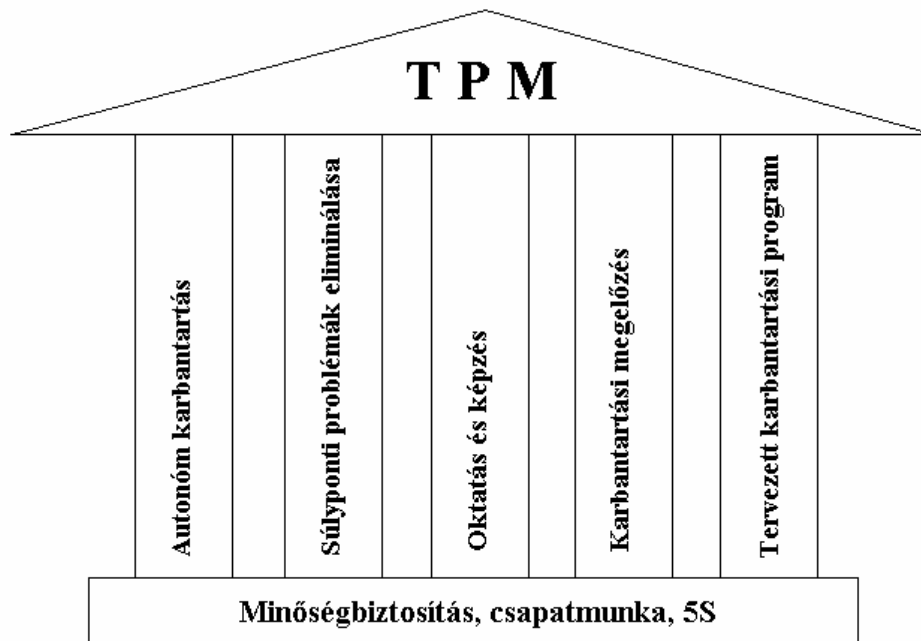 T P M
Autonóm karbantartás
Súlyponti problémák eliminálása
Oktatás és képzés
Karbantartási megelőzés
Tervezett karbantartási program
Minőségbiztosítás, csapatmunka, 5S